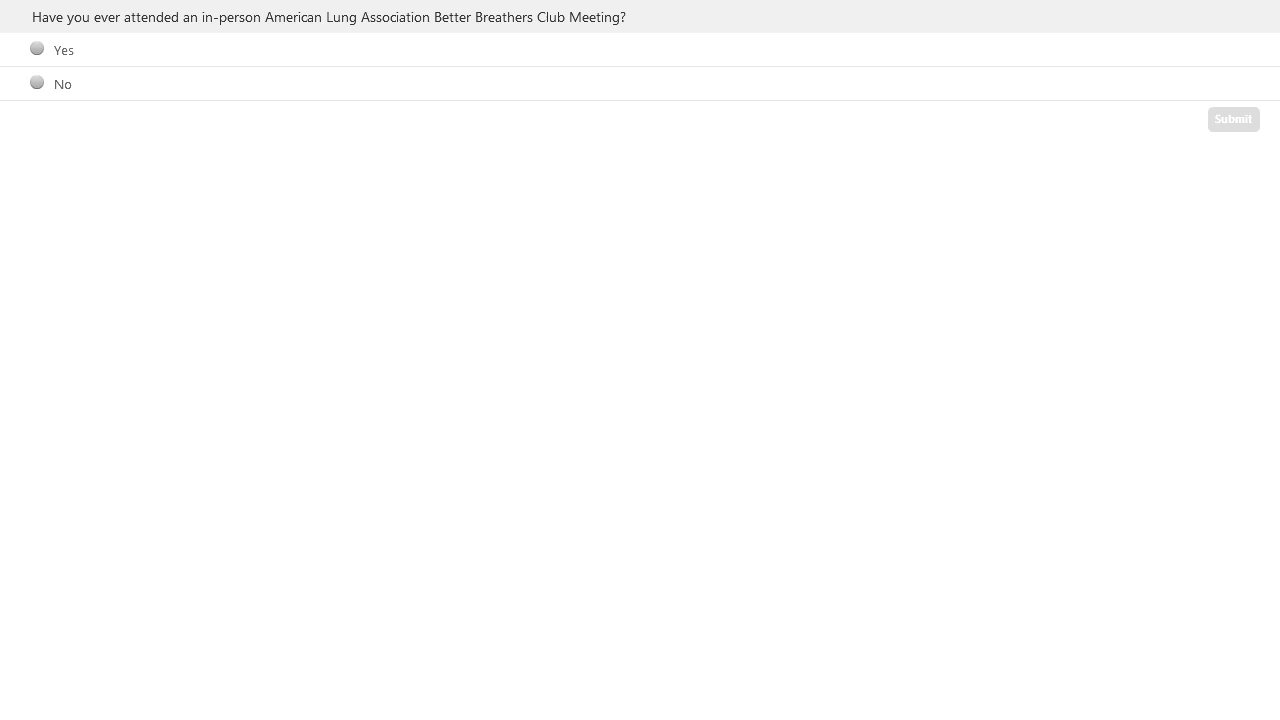 Have you ever attended an in-person American Lung Association Better Breathers Club Meeting?
Yes
No
Submit